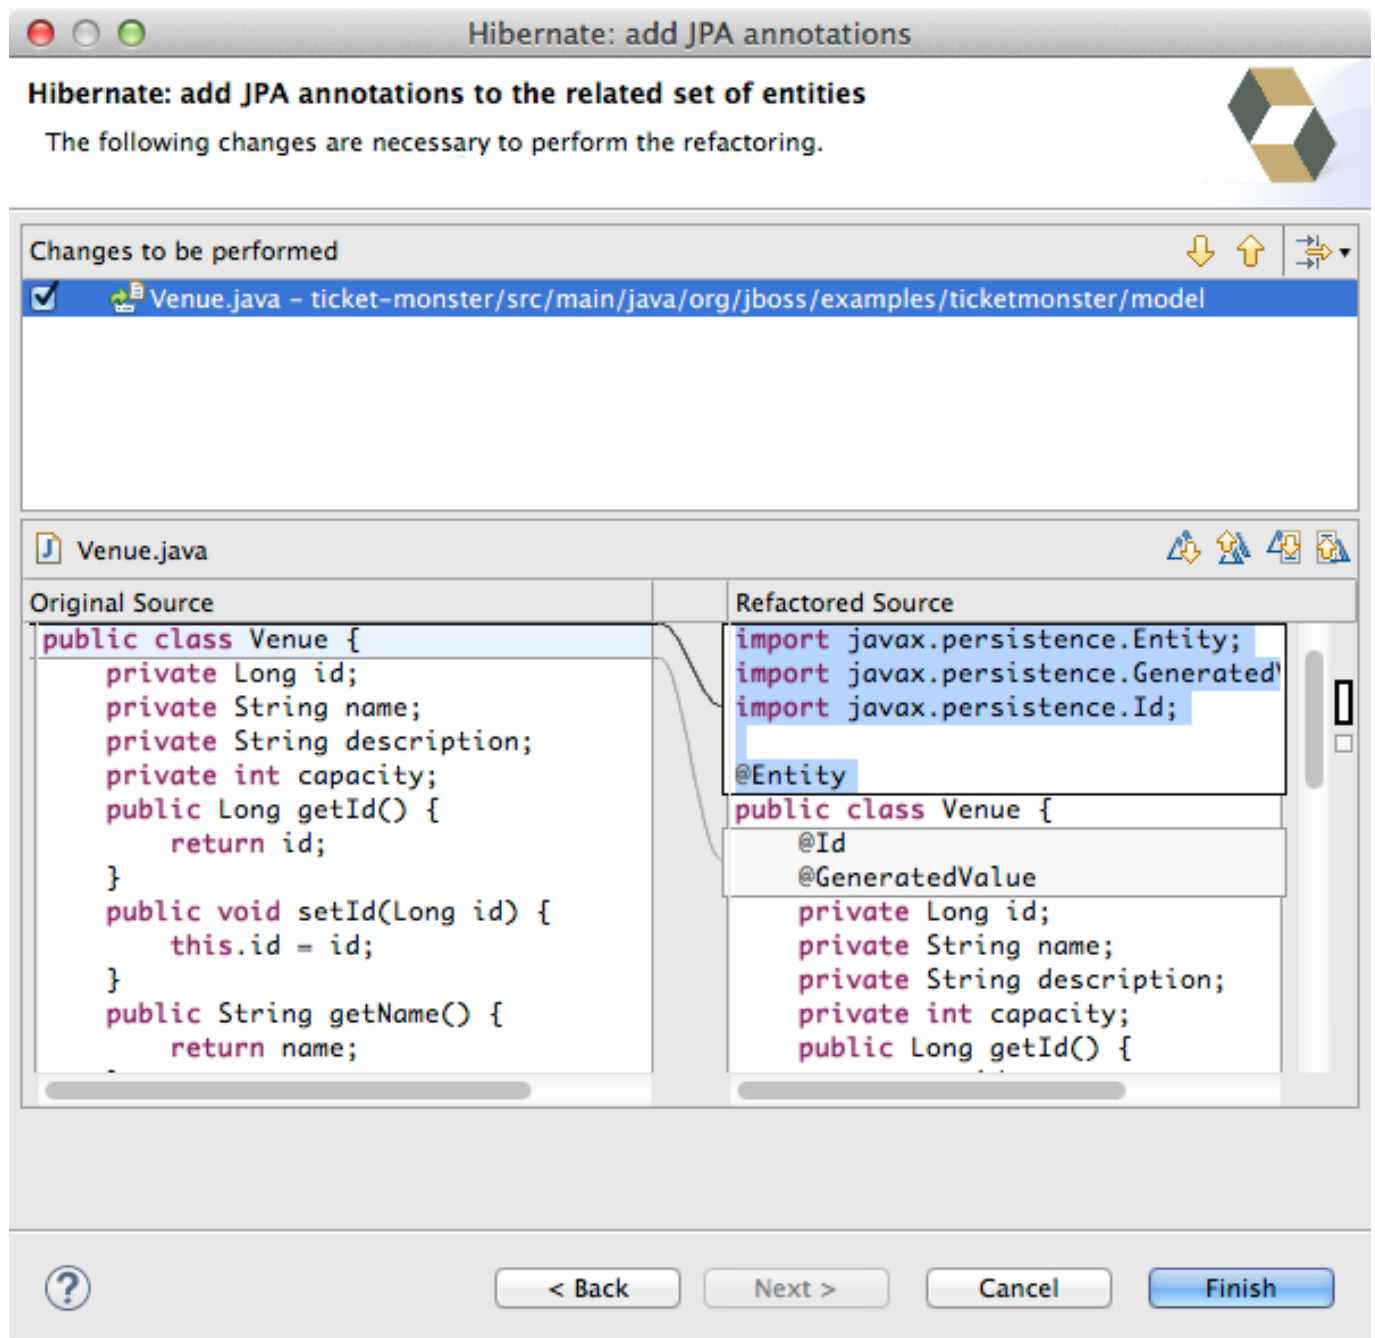 Hibernate: add JPA annotations
Hibernate: add JPA annotations to the related set of entities
The following changes are necessary to perform the refactoring.
Changes to be performed
Venue.java – ticket-monster/src/main/java/org/jboss/examples/ticketmonster/model
Venue.java
Original Source
public class Venue {
private Long id;
private String name;
private String description;
private int capacity;
public Long getId() {
return id;
}
public void setId(Long id) {
this.id = id;
}
public String getName() {
return name;
Refactored Source
import javax.persistence.Entity;
import javax.persistence.Generated
import javax.persistence.Id;
@Entity
public class Venue {
@Id
@GeneratedValue
private Long id;
private String name;
private String description;
private int capacity;
public Long getId() {
?
< Back
Next >
Cancel
Finish